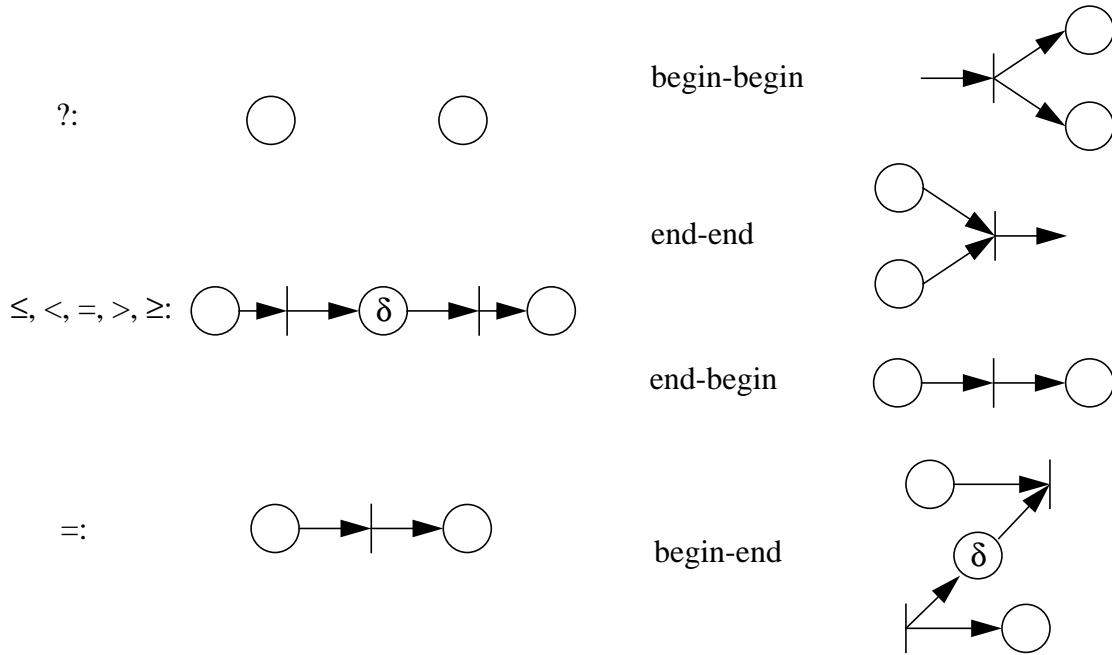 ?:
≤, <, =, >, ≥:
δ
=:
begin-begin
end-end
end-begin
begin-end
δ